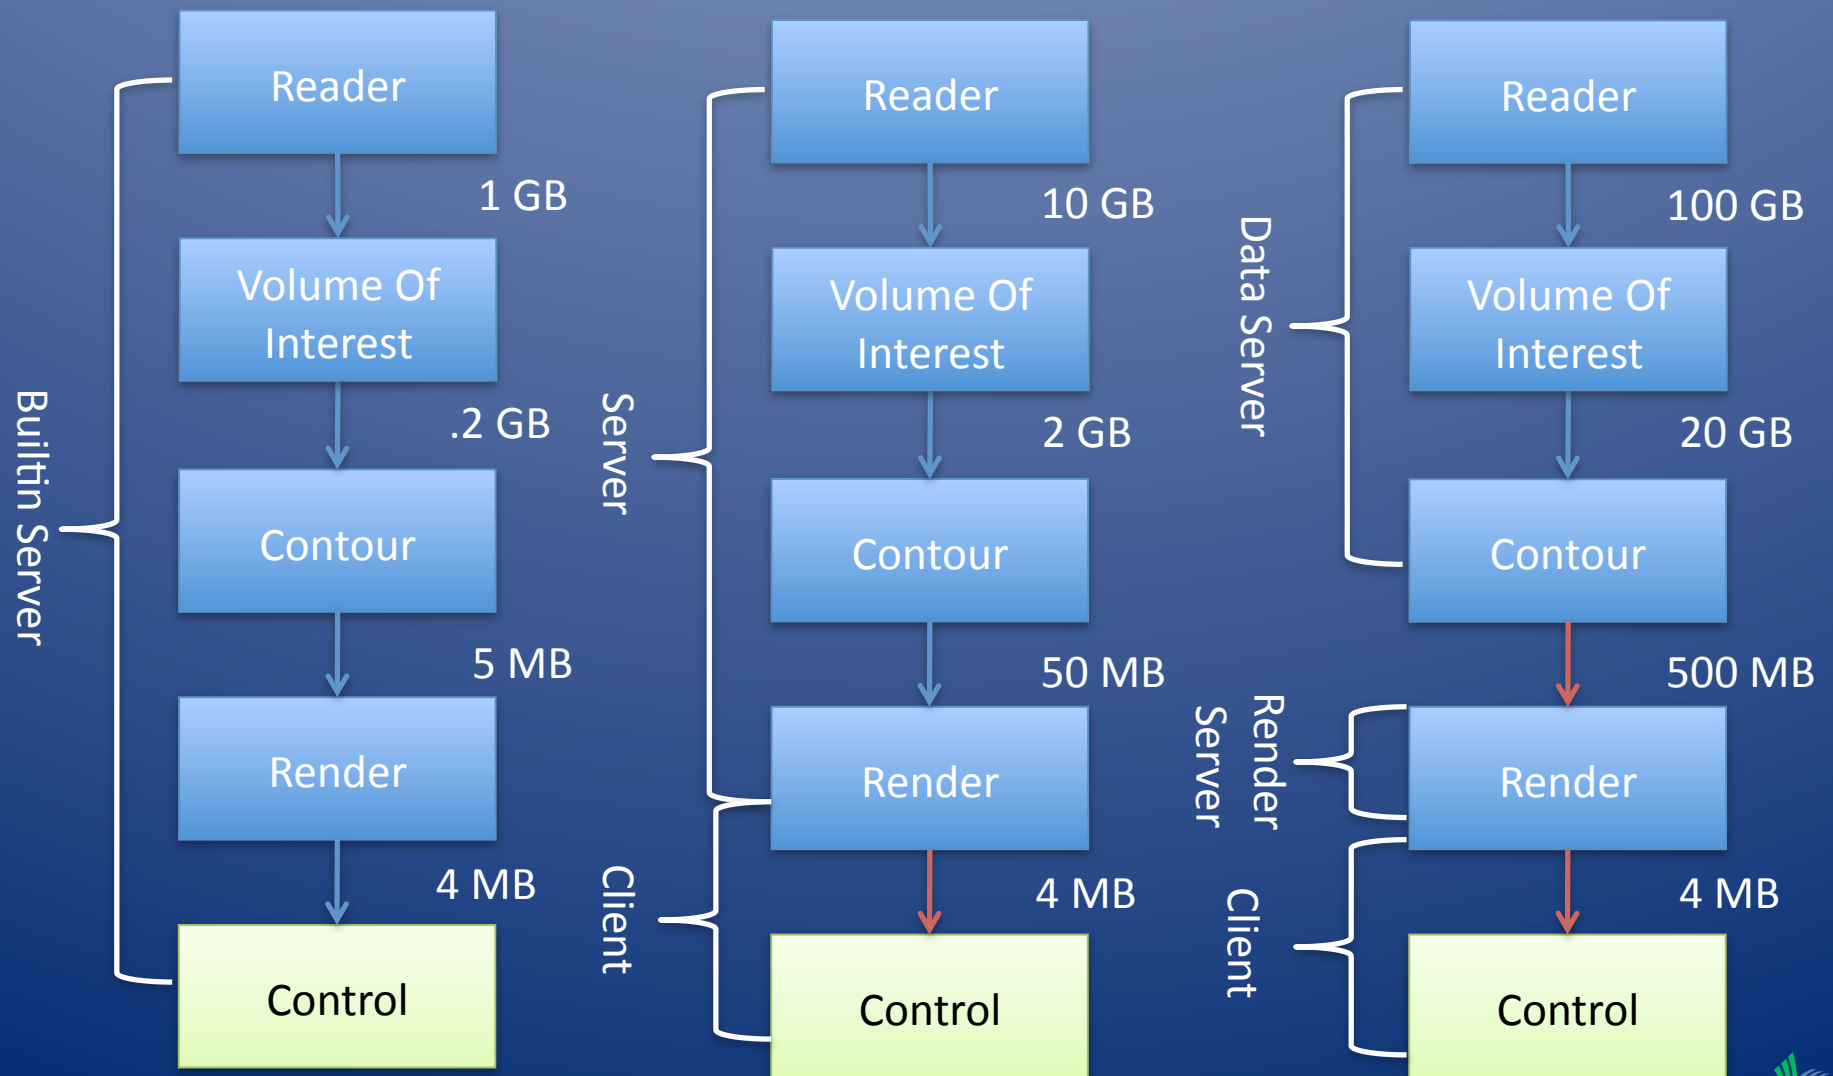 Builtin Server
Reader
1 GB
Volume Of
Interest
.2 GB
Contour
5 MB
Render
4 MB
Control
Server
Client
Reader
10 GB
Volume Of
Interest
2 GB
Contour
50 MB
Render
4 MB
Control
Data Server
Render
Server
Client
Reader
100 GB
Volume Of
Interest
20 GB
Contour
500 MB
Render
4 MB
Control